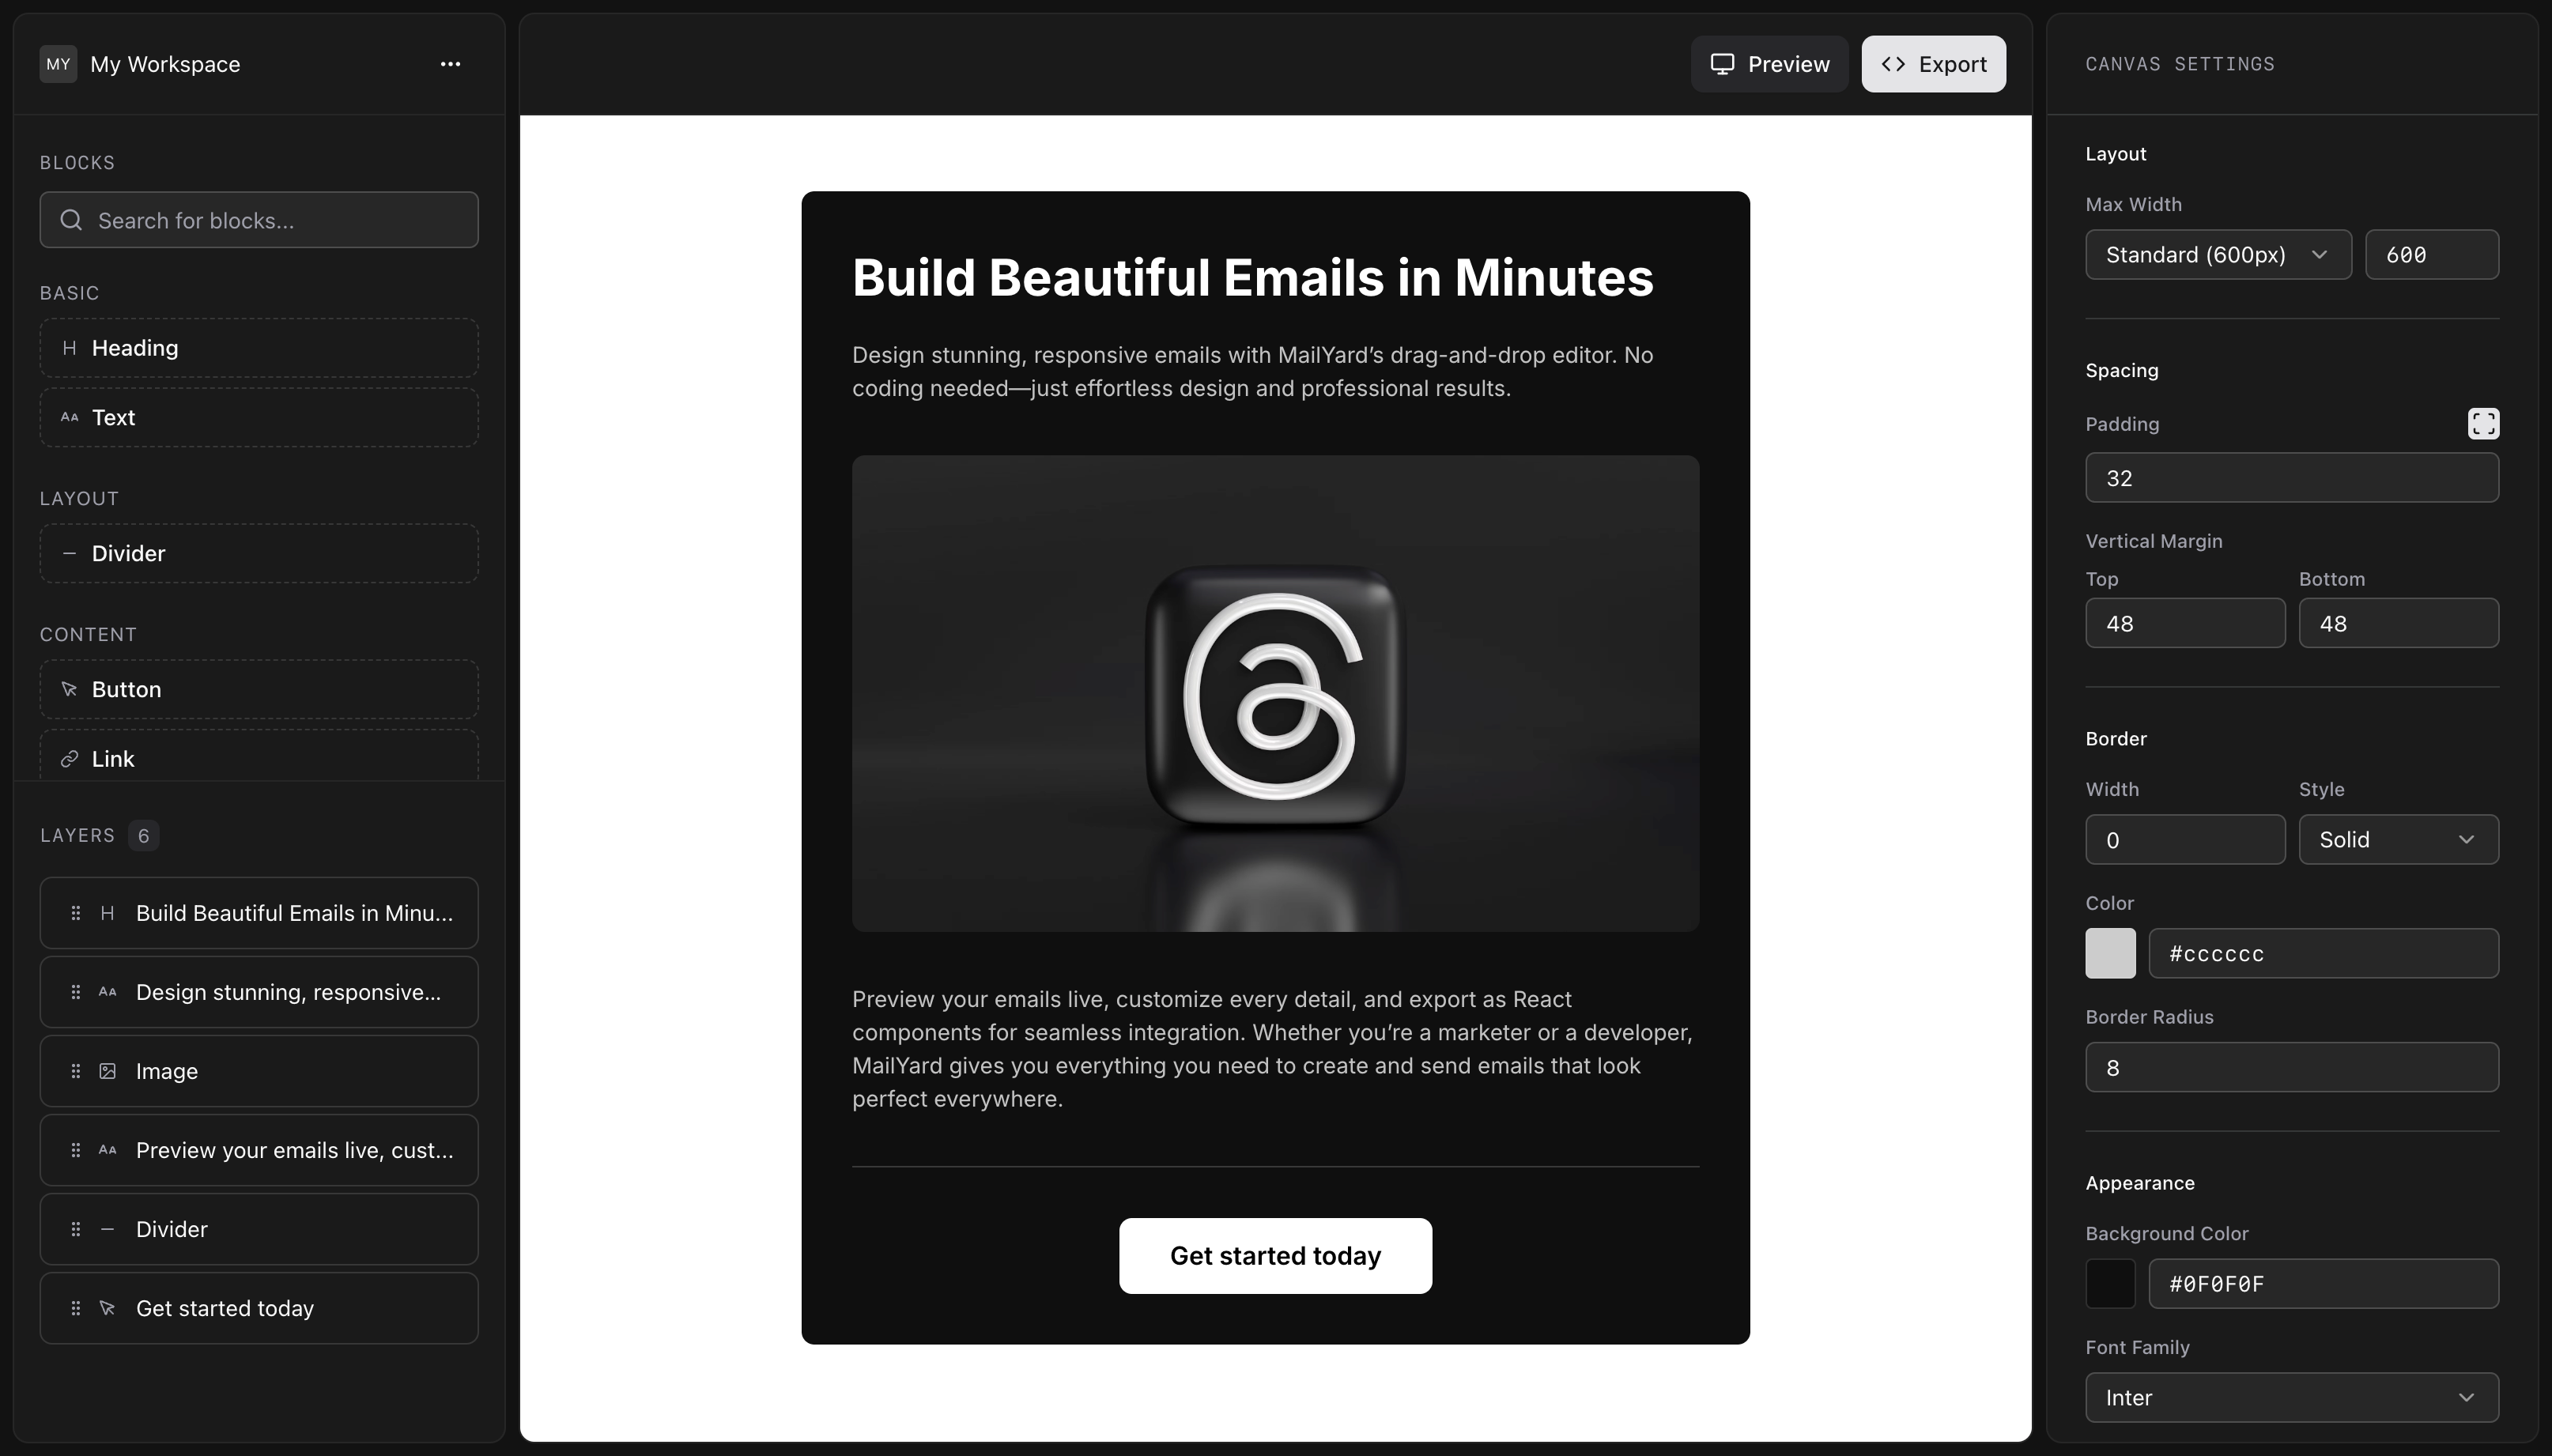 MY My Workspace
BLOCKS
Search for blocks...
BASIC
H Heading
AA Text
LAYOUT
Divider
CONTENT
Button
Link
LAYERS 6
H Build Beautiful Emails in Minu...
AA Design stunning, responsive...
Image
AA Preview your emails live, cust...
Divider
Get started today
Preview Export
Build Beautiful Emails in Minutes
Design stunning, responsive emails with MailYard’s drag-and-drop editor. No
coding needed—just effortless design and professional results.
Preview your emails live, customize every detail, and export as React
components for seamless integration. Whether you’re a marketer or a developer,
MailYard gives you everything you need to create and send emails that look
perfect everywhere.
Get started today
CANVAS SETTINGS
Layout
Max Width
Standard (600px) 600
Spacing
Padding
32
Vertical Margin
Top Bottom
48 48
Border
Width Style
0 Solid
Color
#cccccc
Border Radius
8
Appearance
Background Color
#0F0F0F
Font Family
Inter